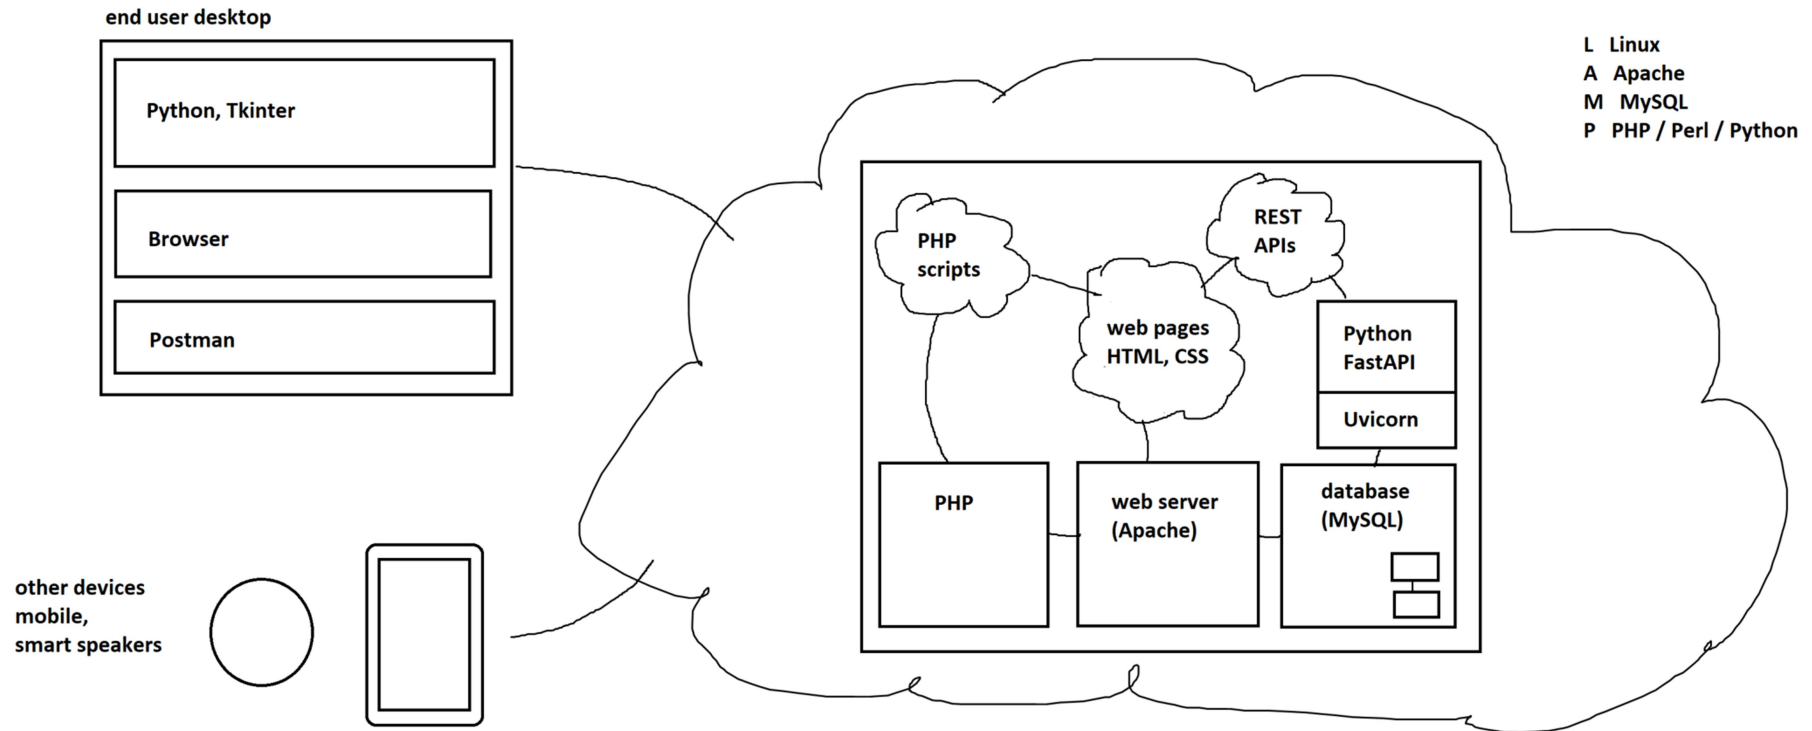 end user desktop
Python, Tkinter
Browser
Postman
other devices
mobile,
smart speakers
PHP
scripts
REST
APIs
web pages
HTML, CSS
Python
FastAPI
Uvicorn
PHP
web server
(Apache)
database
(MySQL)
L Linux
A Apache
M MySQL
P PHP / Perl / Python